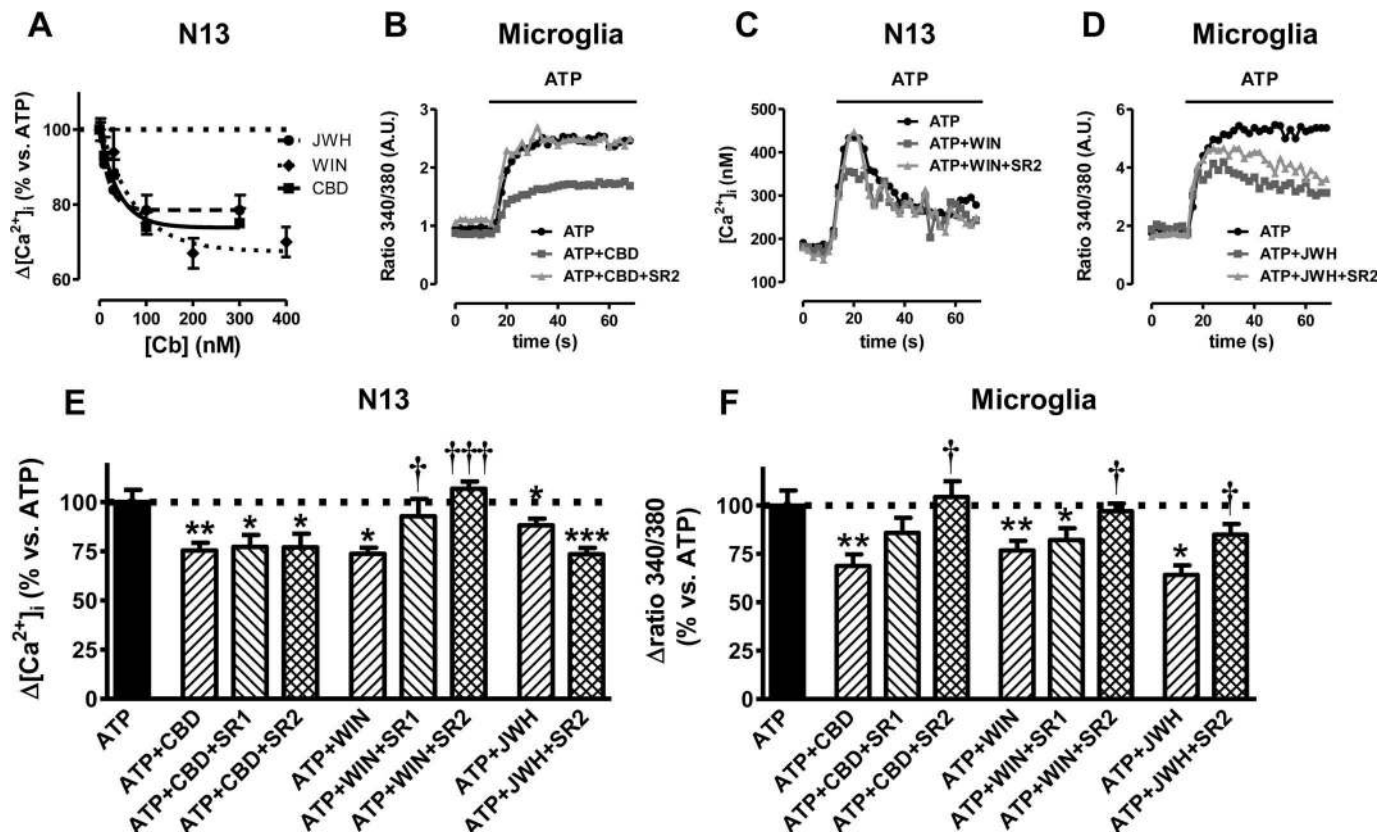 A
N13
Δ[Ca²⁺]ᵢ (% vs. ATP)
100
80
60
0 100 200 300 400
[Cb] (nM)
JWH
WIN
CBD
B
Microglia
ATP
Ratio 340/380 (A.U.)
3
2
1
0
ATP
ATP+CBD
ATP+CBD+SR2
0 20 40 60
time (s)
C
N13
ATP
[Ca²⁺]ᵢ (nM)
500
400
300
200
100
ATP
ATP+WIN
ATP+WIN+SR2
0 20 40 60
time (s)
D
Microglia
ATP
Ratio 340/380 (A.U.)
6
4
2
0
ATP
ATP+JWH
ATP+JWH+SR2
0 20 40 60
time (s)
E
N13
Δ[Ca²⁺]ᵢ (% vs. ATP)
100
75
50
25
0
** * * * † ††† * ***
ATP
ATP+CBD
ATP+CBD+SR1
ATP+CBD+SR2
ATP+WIN
ATP+WIN+SR1
ATP+WIN+SR2
ATP+JWH
ATP+JWH+SR2
F
Microglia
Δratio 340/380
(% vs. ATP)
100
75
50
25
0
** † ** * † * †
ATP
ATP+CBD
ATP+CBD+SR1
ATP+CBD+SR2
ATP+WIN
ATP+WIN+SR1
ATP+WIN+SR2
ATP+JWH
ATP+JWH+SR2